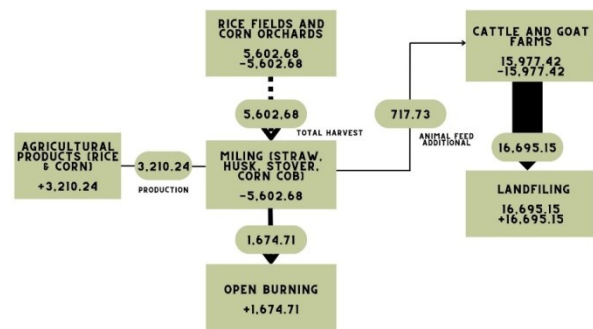 RICE FIELDS AND
CORN ORCHARDS
5,602.68
-5,602.68
CATTLE AND GOAT
FARMS
15,977.42
-15,977.42
5,602,68
TOTAL HARVEST
717.73
ANIMAL FEED
ADDITIONAL
16,695.15
AGRICULTURAL
PRODUCTS (RICE
& CORN)
+3,210.24
3,210.24
PRODUCTION
MILING (STRAW,
HUSK, STOVER,
CORN COB)
-5,602.68
LANDFILING
16,695.15
+16,695.15
1,674.71
OPEN BURNING
+1,674.71